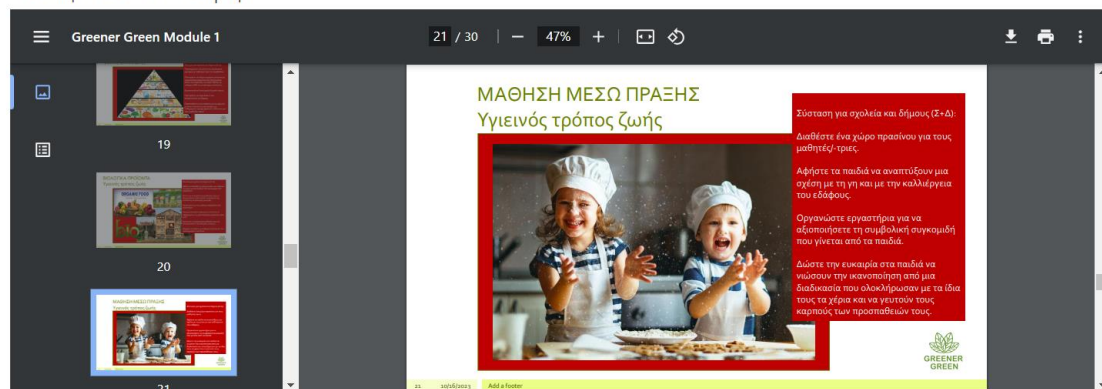 Greener Green Module 1
21 / 30
47%
19
20
21
ΜΑΘΗΣΗ ΜΕΣΩ ΠΡΑΞΗΣ
Υγιεινός τρόπος ζωής
Σύσταση για σχολεία και δήμους (Σ+Δ):
Διαθέστε ένα χώρο πρασίνου για τους
μαθητές/-τριες.
Αφήστε τα παιδιά να αναπτύξουν μια
σχέση με τη γη και με την καλλιέργεια
του εδάφους.
Οργανώστε εργαστήρια για να
αξιοποιήσετε τη συμβολική συγκομιδή
που γίνεται από τα παιδιά.
Δώστε την ευκαιρία στα παιδιά να
νιώσουν την ικανοποίηση από μια
διαδικασία που ολοκλήρωσαν με τα ίδια
τους τα χέρια και να γευτούν τους
καρπούς των προσπαθειών τους.
GREENER
GREEN
21 10/16/2023 Add a footer